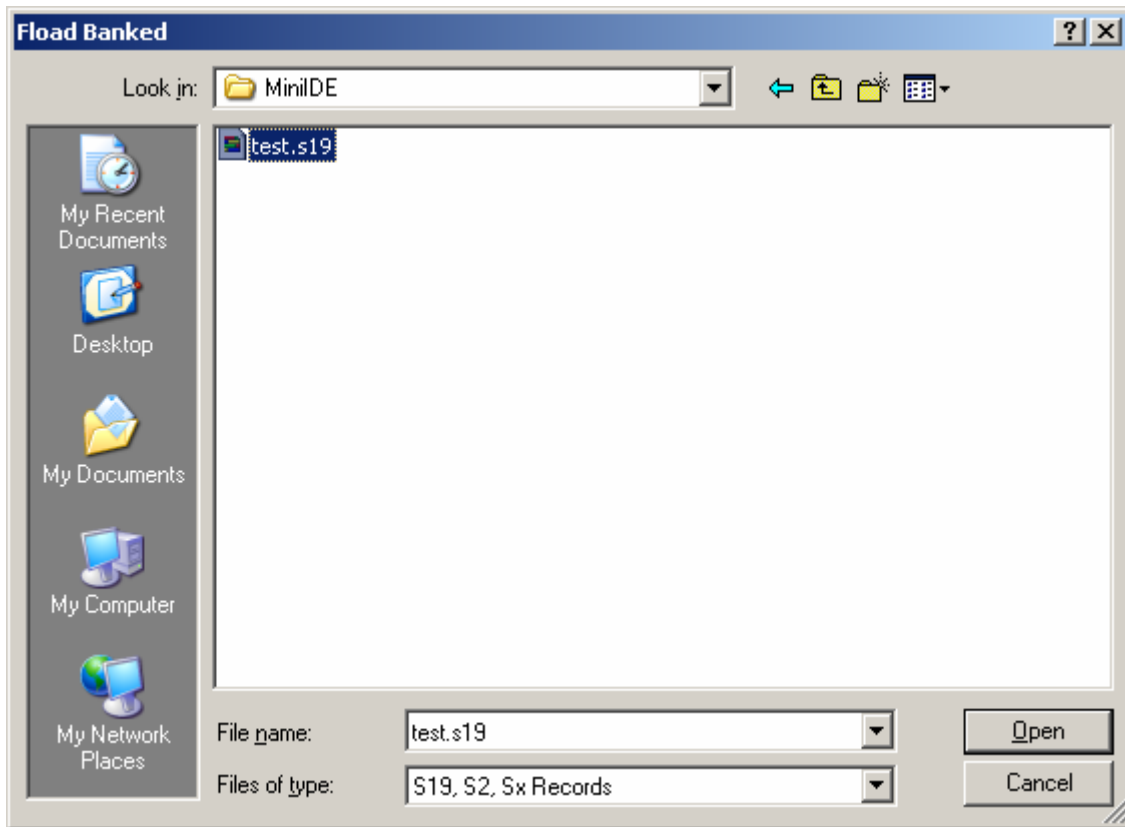 Fload Banked
Look in: MiniIDE
test.s19
My Recent
Documents
Desktop
My Documents
My Computer
My Network
Places
File name: test.s19 Open
Files of type: S19, S2, Sx Records Cancel